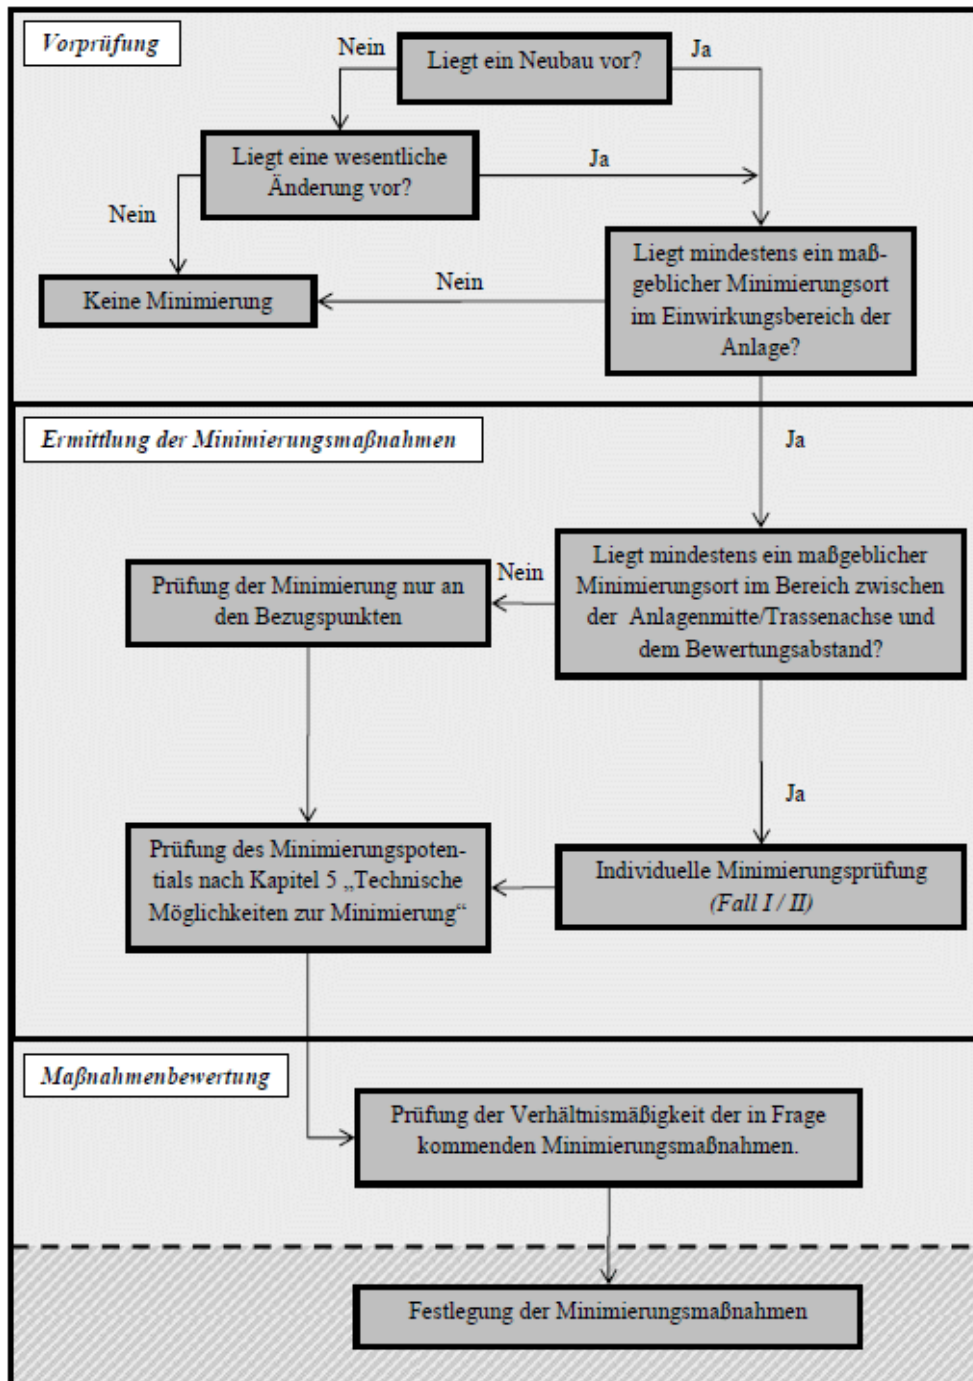 Vorprüfung
Nein
Liegt ein Neubau vor?
Ja
Liegt eine wesentliche
Änderung vor?
Ja
Nein
Liegt mindestens ein maß-
geblicher Minimierungsort
im Einwirkungsbereich der
Anlage?
Nein
Keine Minimierung
Ermittlung der Minimierungsmaßnahmen
Ja
Liegt mindestens ein maßgeblicher
Minimierungsort im Bereich zwischen
der Anlagenmitte/Trassenachse und
dem Bewertungsabstand?
Nein
Prüfung der Minimierung nur an
den Bezugspunkten
Ja
Prüfung des Minimierungspoten-
tials nach Kapitel 5 „Technische
Möglichkeiten zur Minimierung“
Individuelle Minimierungsprüfung
(Fall I / II)
Maßnahmenbewertung
Prüfung der Verhältnismäßigkeit der in Frage
kommenden Minimierungsmaßnahmen.
Festlegung der Minimierungsmaßnahmen